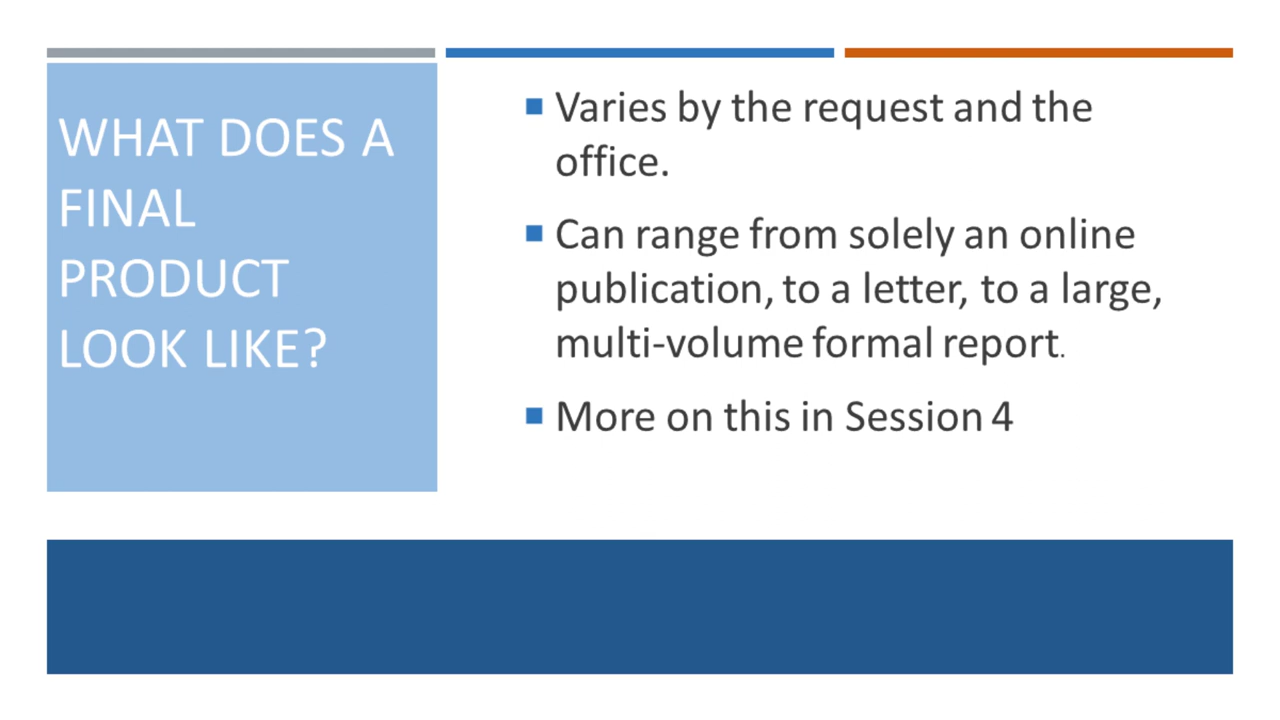 WHAT DOES A
FINAL
PRODUCT
LOOK LIKE?
Varies by the request and the
office.
Can range from solely an online
publication, to a letter, to a large,
multi-volume formal report.
More on this in Session 4